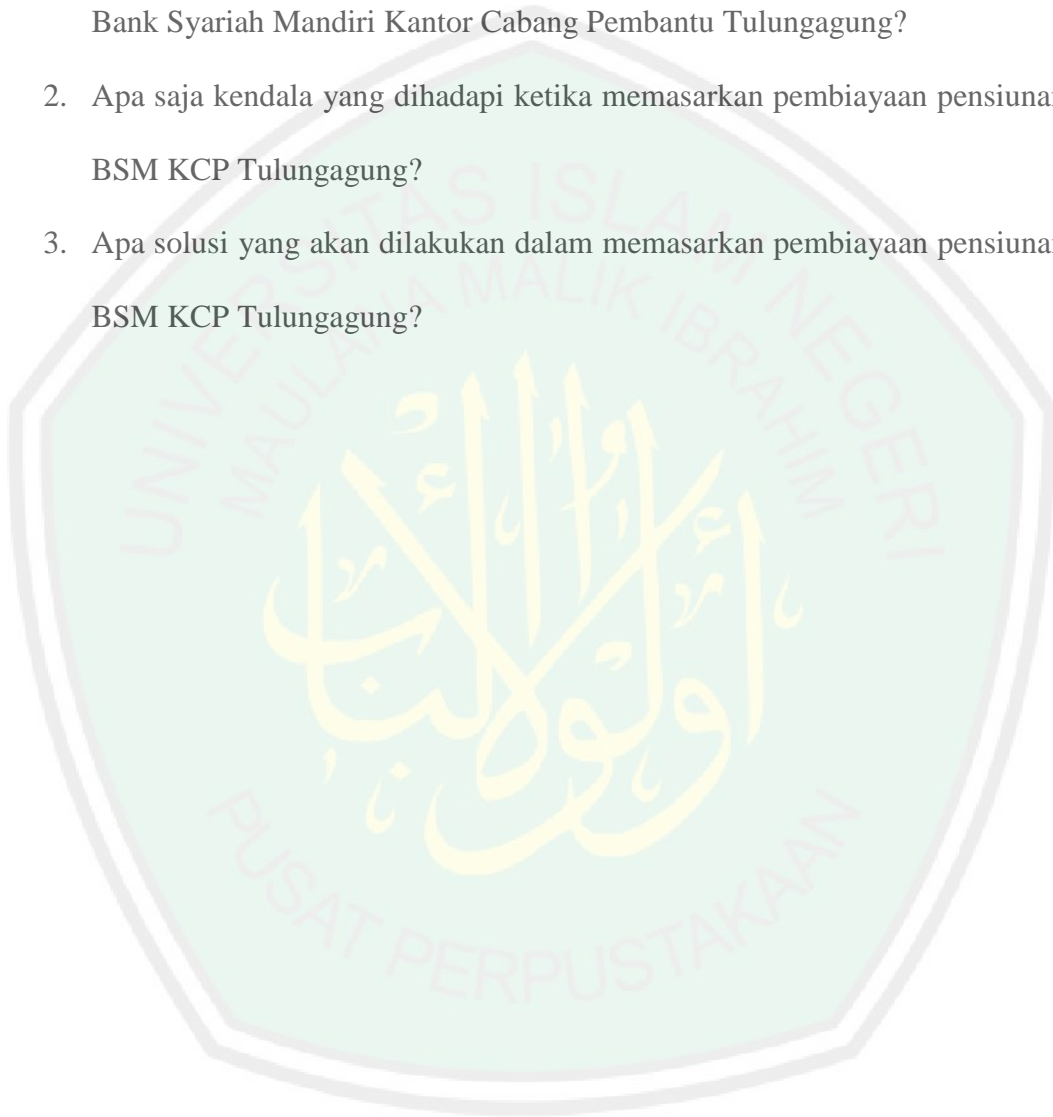 Bank Syariah Mandiri Kantor Cabang Pembantu Tulungagung?
2. Apa saja kendala yang dihadapi ketika memasarkan pembiayaan
BSM KCP Tulungagung?
3. Apa solusi yang akan dilakukan dalam memasarkan pembiayaan
BSM KCP Tulungagung?
UNIVERSITAS ISLAM NEGERI
MAULANA MALIK IBRAHIM
PUSAT PERPUSTAKAAN